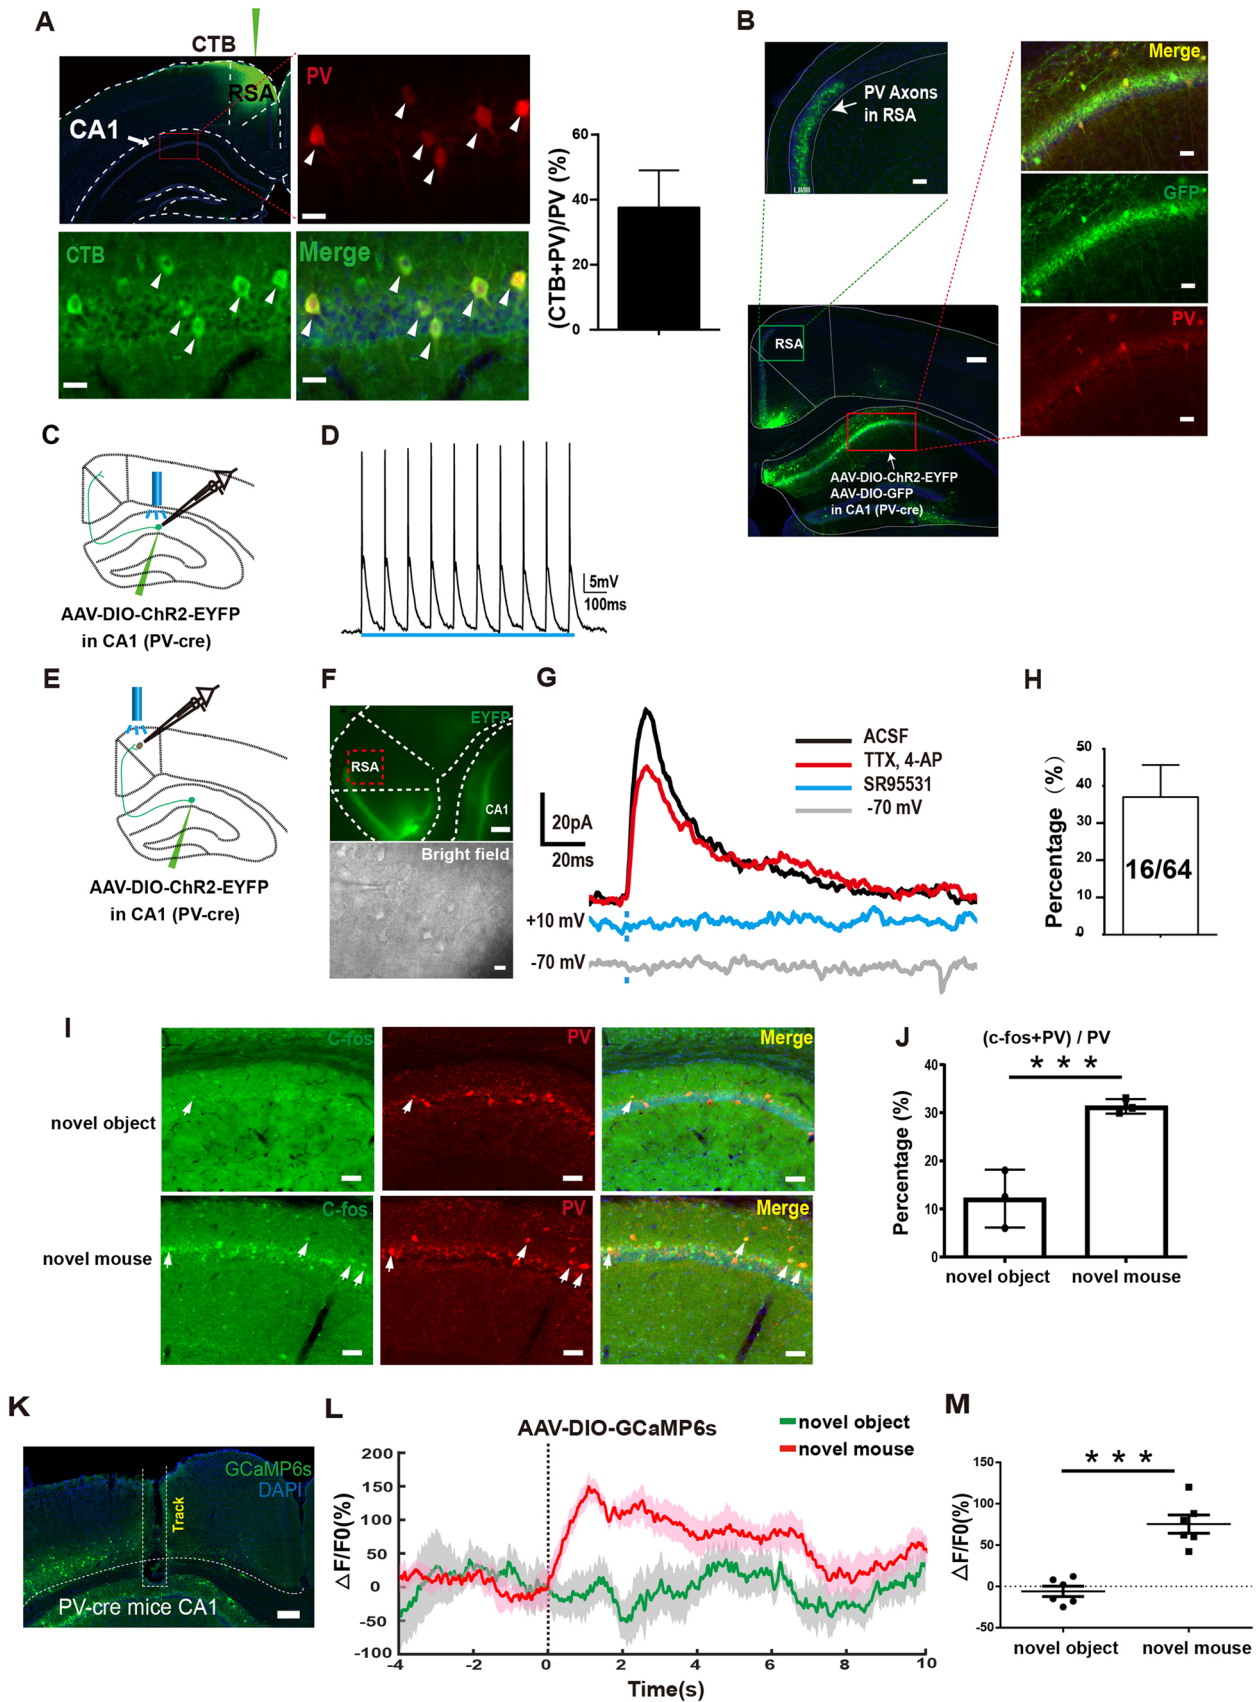 A
CTB
RSA
CA1
PV
CTB
Merge
(CTB+PV)/PV (%)
60
40
20
0
B
PV Axons
in RSA
LII/III
Merge
GFP
PV
RSA
AAV-DIO-ChR2-EYFP
AAV-DIO-GFP
in CA1 (PV-cre)
C
AAV-DIO-ChR2-EYFP
in CA1 (PV-cre)
D
5mV
100ms
E
AAV-DIO-ChR2-EYFP
in CA1 (PV-cre)
F
EYFP
RSA
CA1
Bright field
G
ACSF
TTX, 4-AP
SR95531
-70 mV
20pA
20ms
+10 mV
-70 mV
H
Percentage (%)
50
40
30
20
10
0
16/64
I
C-fos
PV
Merge
novel object
C-fos
PV
Merge
novel mouse
J
(c-fos+PV) / PV
* * *
Percentage (%)
40
30
20
10
0
novel object
novel mouse
K
GCaMP6s
DAPI
Track
PV-cre mice CA1
L
AAV-DIO-GCaMP6s
novel object
novel mouse
△F/F0(%)
200
150
100
50
0
-50
-100
-4
-2
0
2
4
6
8
10
Time(s)
M
* * *
△F/F0(%)
150
100
50
0
-50
novel object
novel mouse